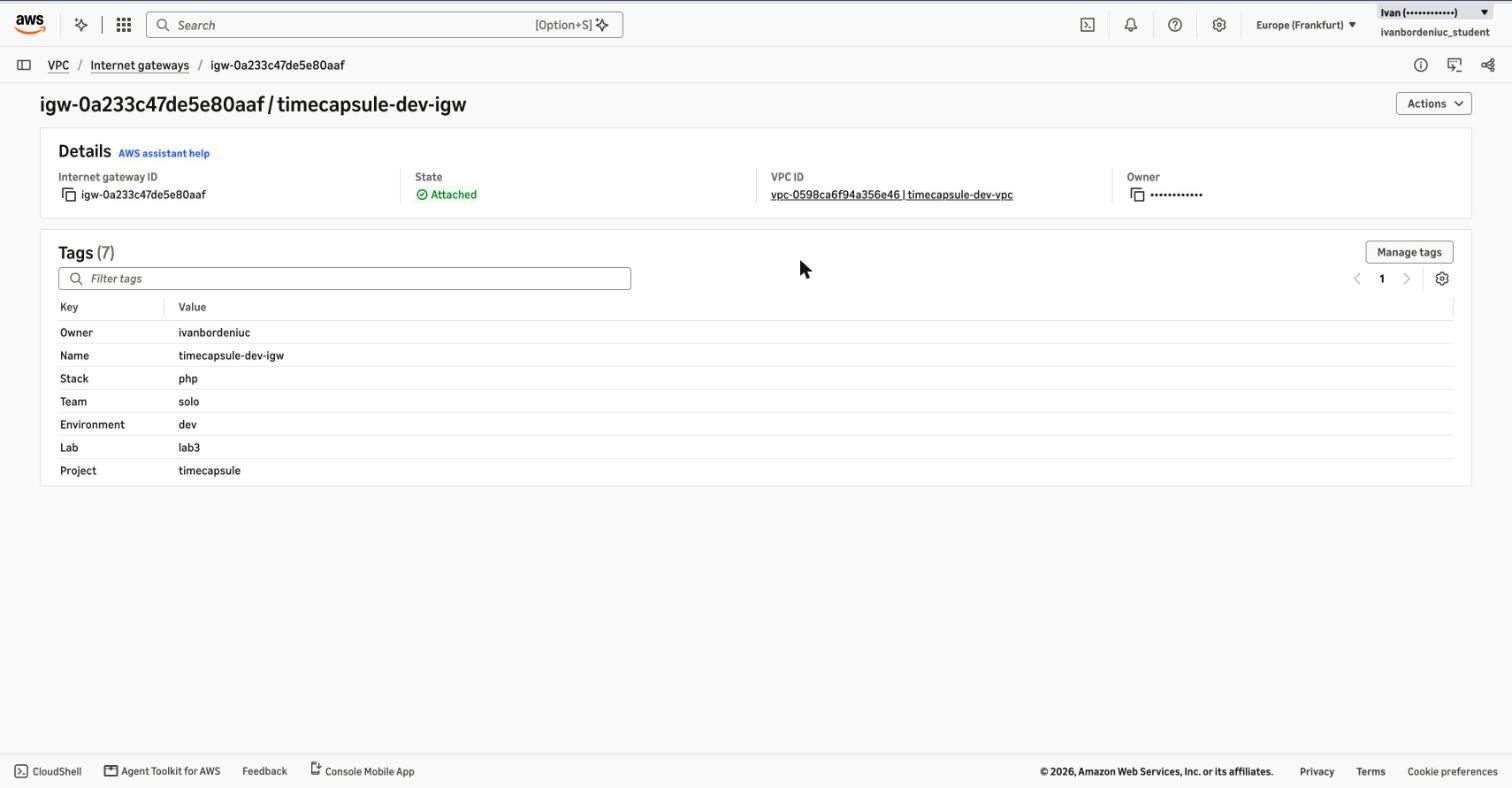 aws
Search [Option+S]
Europe (Frankfurt)
Ivan (••••••••••••)
ivanbordeniuc_student
VPC / Internet gateways / igw-0a233c47de5e80aaf
igw-0a233c47de5e80aaf / timecapsule-dev-igw
Actions
Details AWS assistant help
Internet gateway ID
igw-0a233c47de5e80aaf
State
Attached
VPC ID
vpc-0598ca6f94a356e46 | timecapsule-dev-vpc
Owner
••••••••••••
Tags (7)
Manage tags
Filter tags
1
Key Value
Owner ivanbordeniuc
Name timecapsule-dev-igw
Stack php
Team solo
Environment dev
Lab lab3
Project timecapsule
CloudShell Agent Toolkit for AWS Feedback Console Mobile App © 2026, Amazon Web Services, Inc. or its affiliates. Privacy Terms Cookie preferences